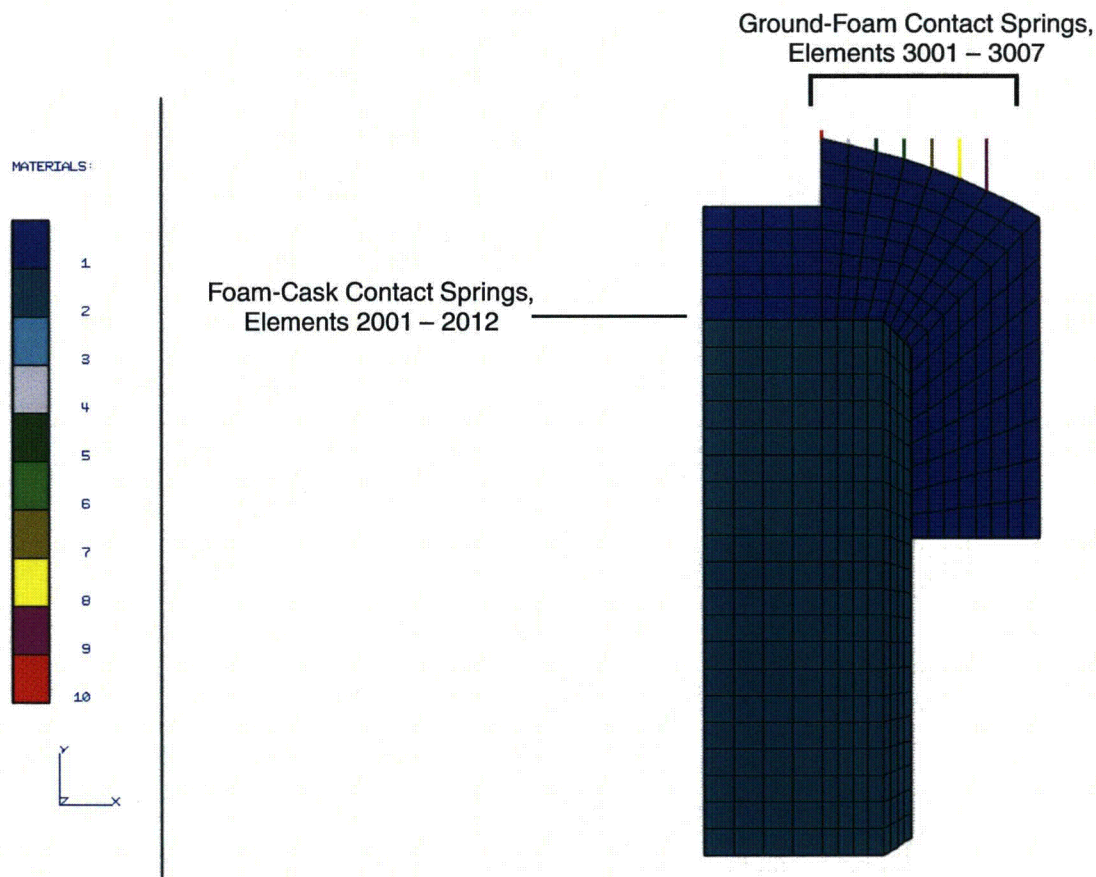 Ground-Foam Contact Springs,
Elements 3001 – 3007
MATERIALS:
1
2
3
4
5
6
7
8
9
10
Foam-Cask Contact Springs,
Elements 2001 – 2012
Y
Z X